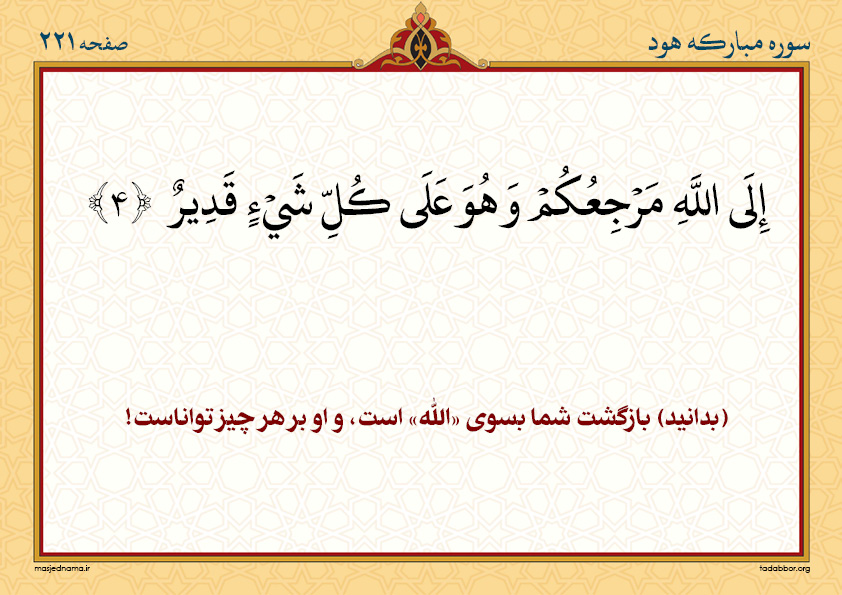 سوره مبارکه هود
صفحه ۲۲۱
إِلَى اللَّهِ مَرْجِعُكُمْ وَ هُوَ عَلَى كُلِّ شَيْءٍ قَدِيرٌ ﴿۴﴾
(بدانید) بازگشت شما بسوی «الله» است، و او بر هر چیز تواناست!
masjednama.ir
tadabbor.org